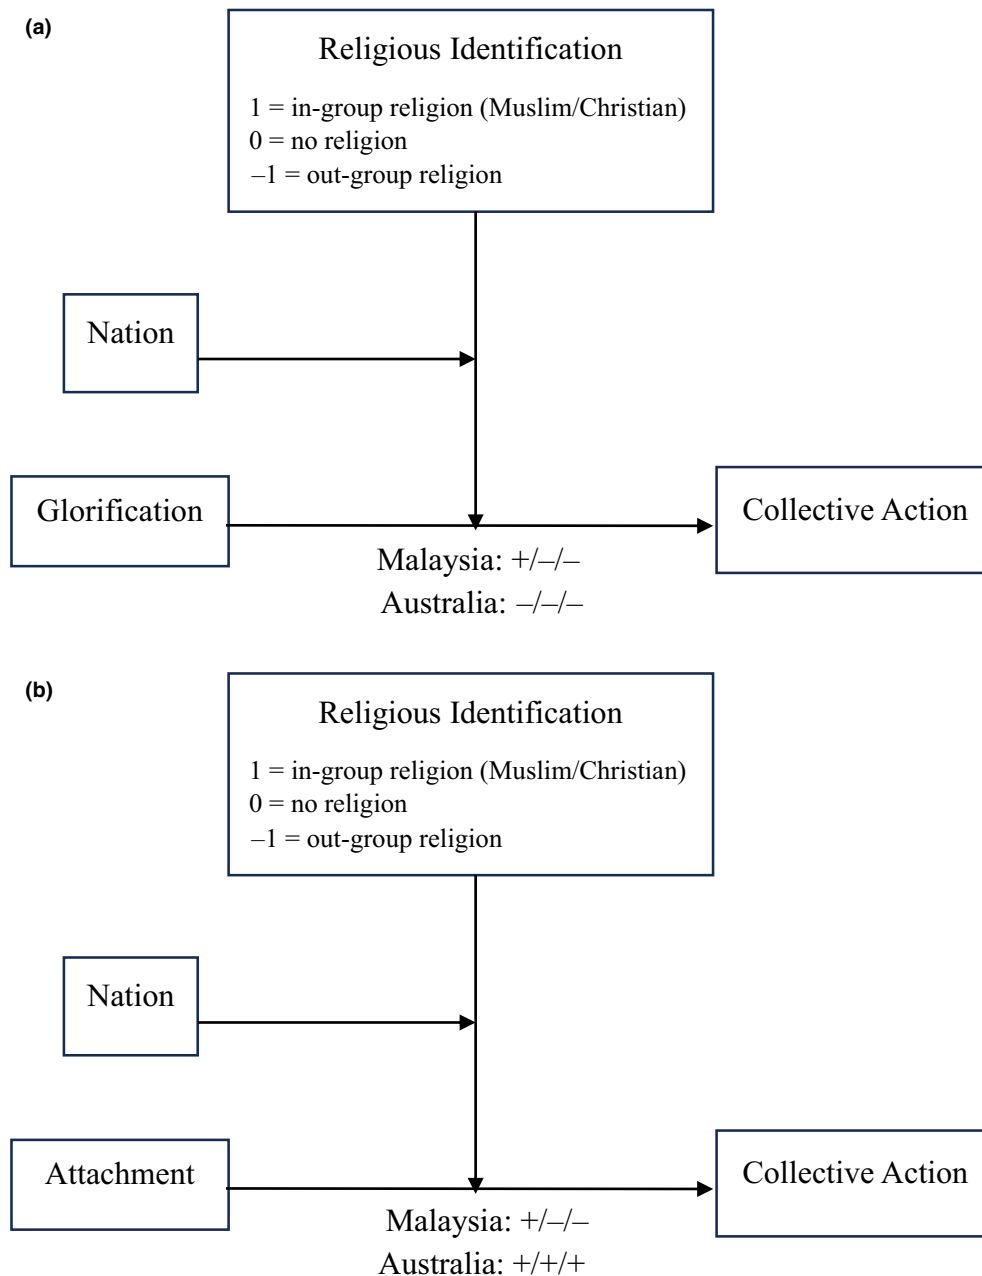 (a)
Religious Identification
1 = in-group religion (Muslim/Christian)
0 = no religion
–1 = out-group religion
Nation
Glorification
Collective Action
Malaysia: +/–/–
Australia: –/–/–
(b)
Religious Identification
1 = in-group religion (Muslim/Christian)
0 = no religion
–1 = out-group religion
Nation
Attachment
Collective Action
Malaysia: +/–/–
Australia: +/+/+